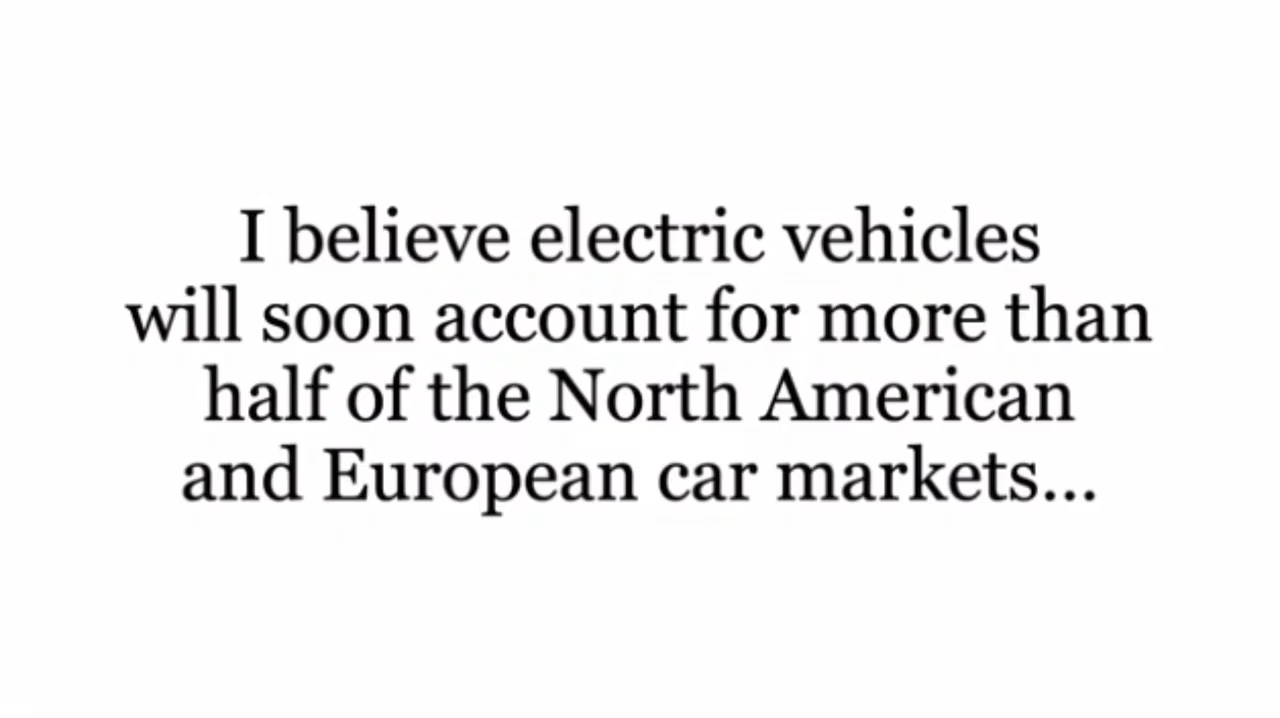 I believe electric vehicles
will soon account for more than
half of the North American
and European car markets...